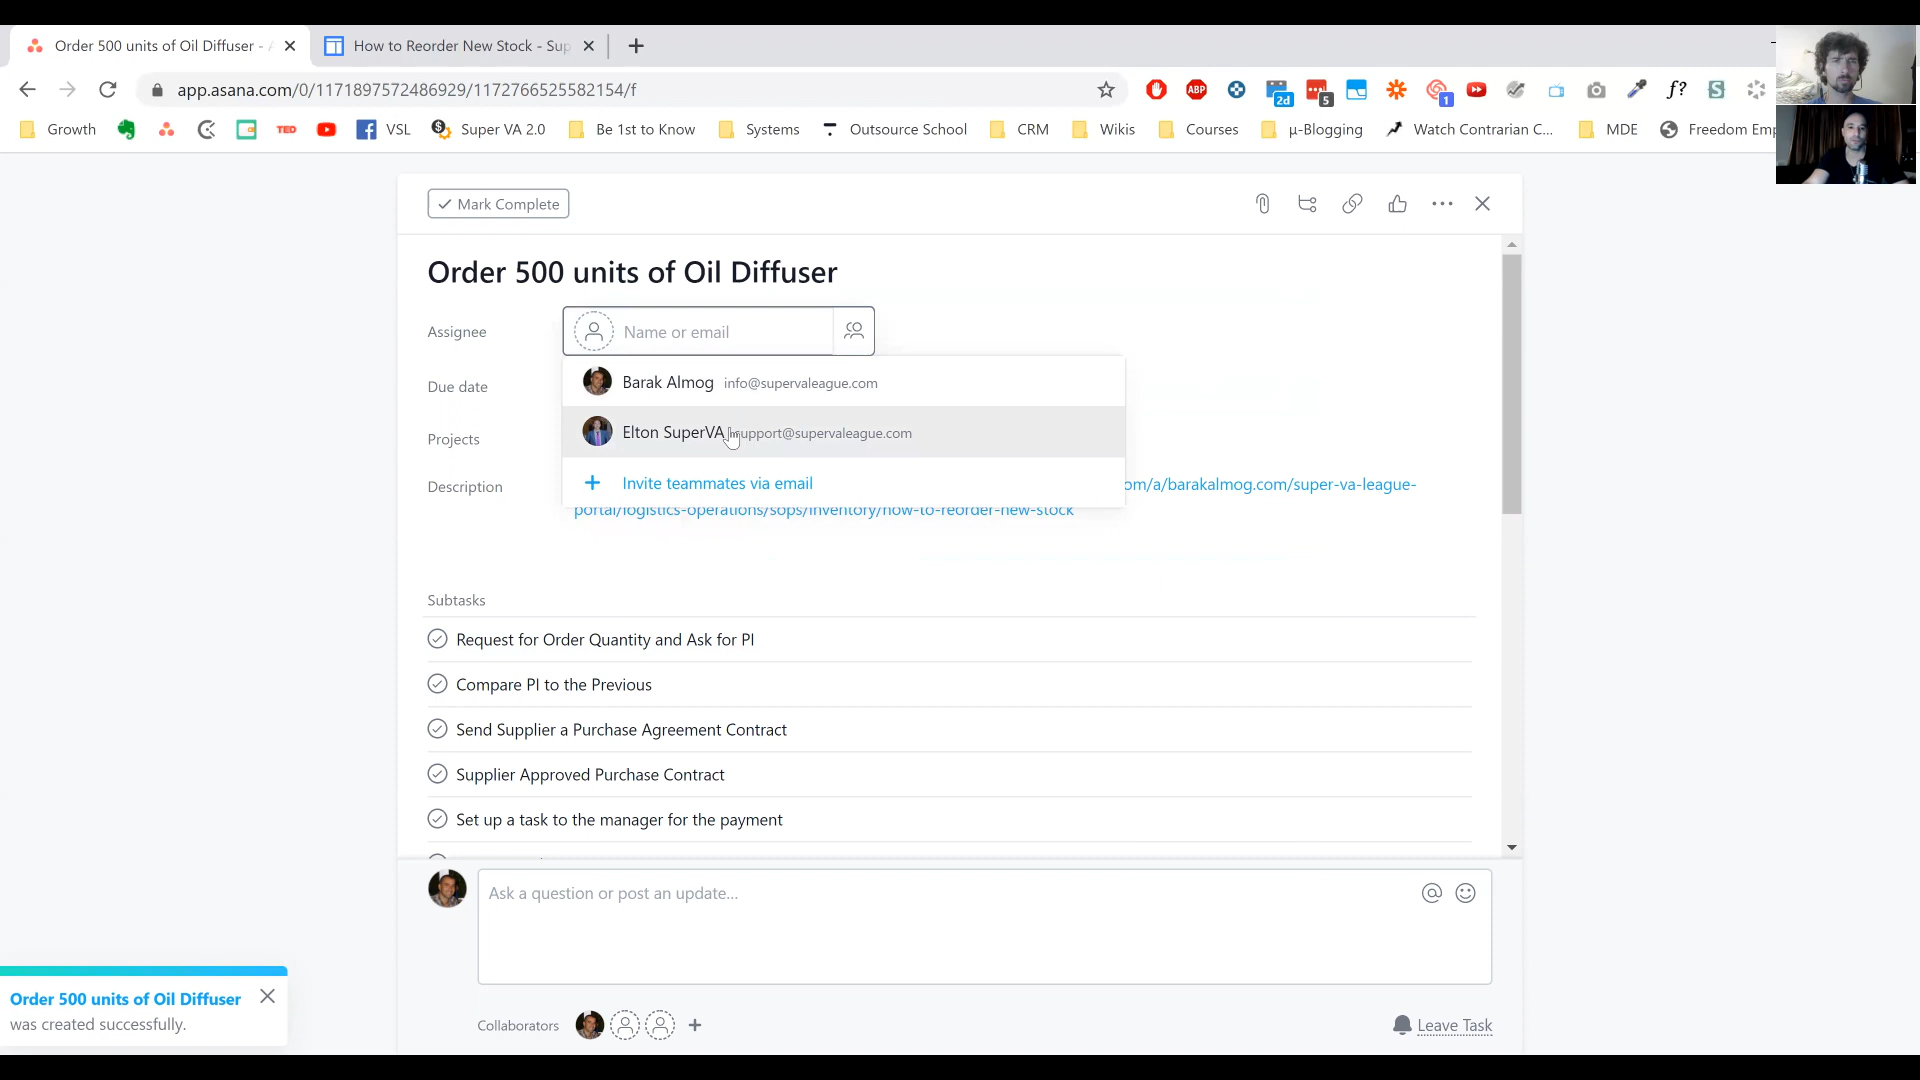 Order 500 units of Oil Diffuser - A
How to Reorder New Stock - Sup
app.asana.com/0/1171897572486929/1172766525582154/f
ABP
2d
5
1
f?
Growth
TED
VSL
Super VA 2.0
Be 1st to Know
Systems
Outsource School
CRM
Wikis
Courses
µ-Blogging
Watch Contrarian C...
MDE
Freedom Emp
Mark Complete
Order 500 units of Oil Diffuser
Assignee
Name or email
Barak Almog info@supervaleague.com
Due date
Elton SuperVA support@supervaleague.com
Projects
Invite teammates via email
Description
om/a/barakalmog.com/super-va-league-
portal/logistics-operations/sops/inventory/how-to-reorder-new-stock
Subtasks
Request for Order Quantity and Ask for PI
Compare PI to the Previous
Send Supplier a Purchase Agreement Contract
Supplier Approved Purchase Contract
Set up a task to the manager for the payment
Ask a question or post an update...
Order 500 units of Oil Diffuser
was created successfully.
Collaborators
Leave Task